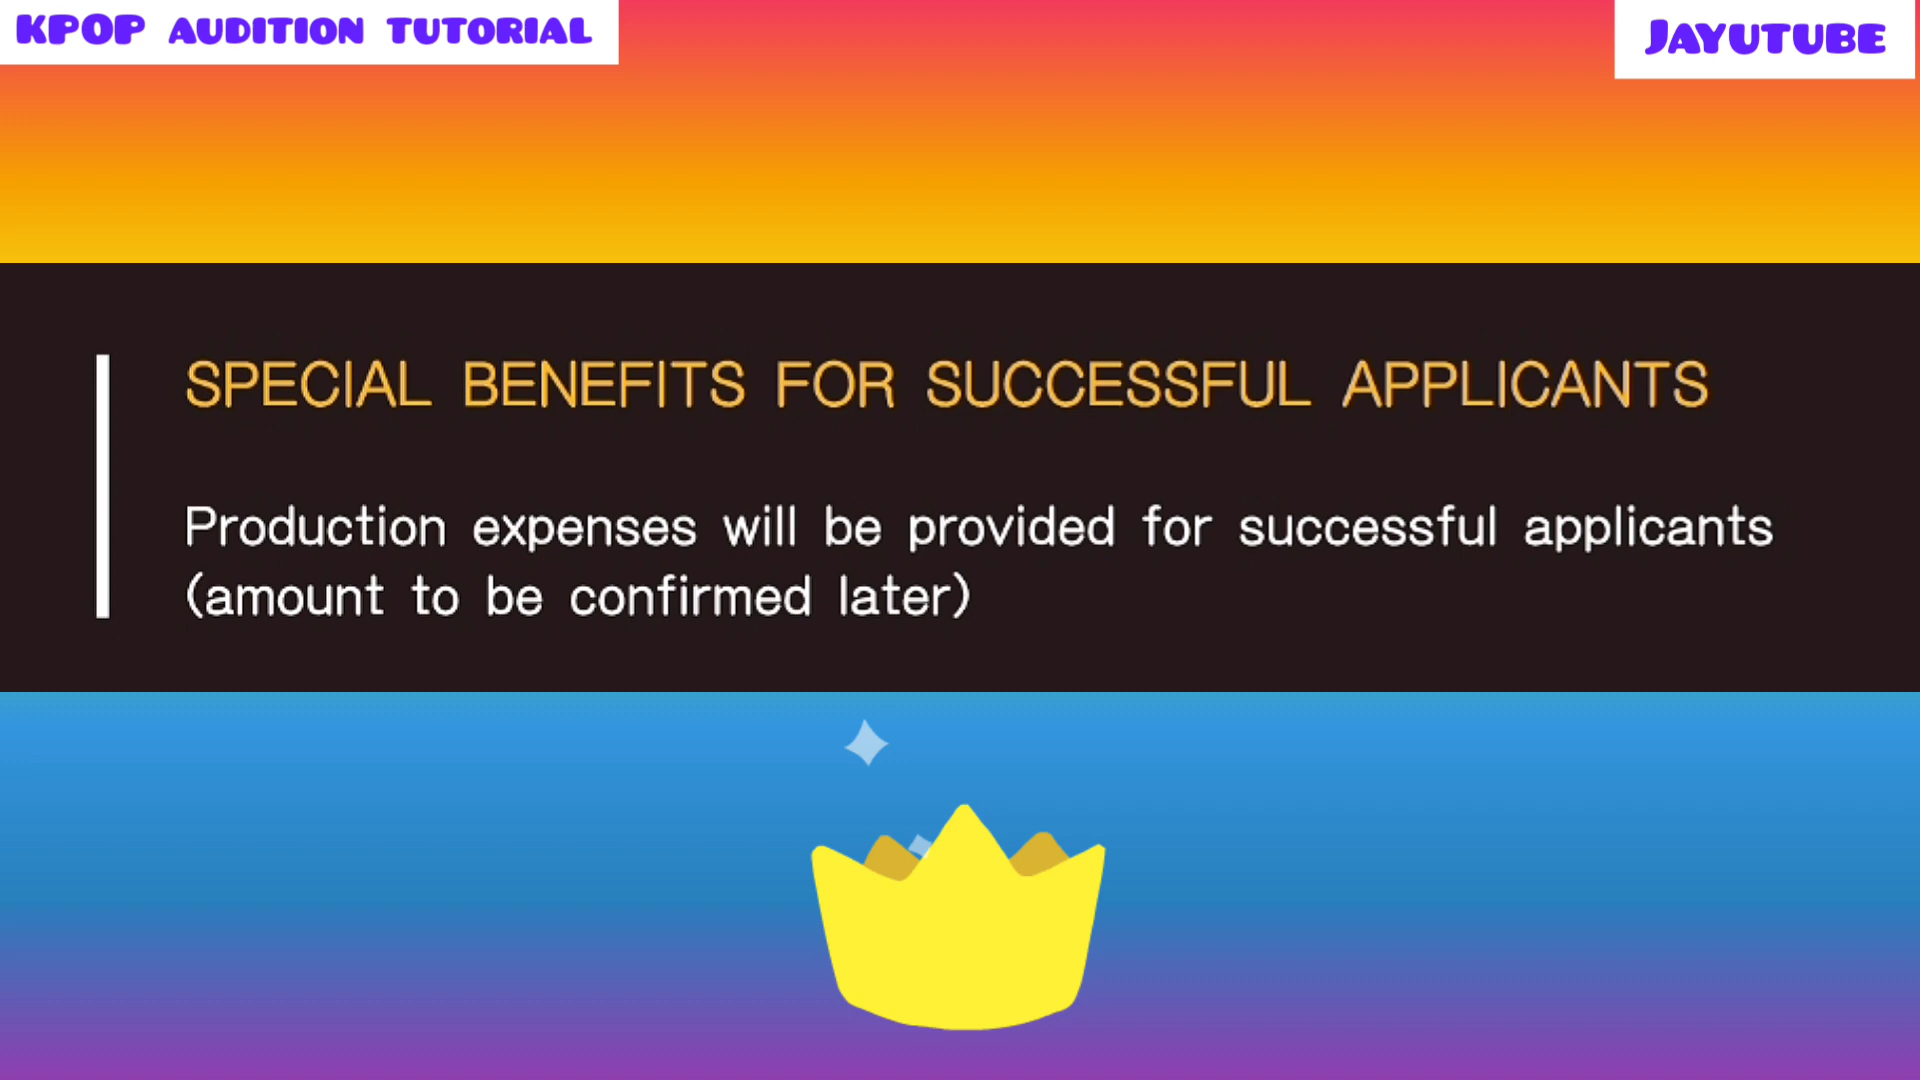 KPOP AUDITION TUTORIAL
JAYUTUBE
SPECIAL BENEFITS FOR SUCCESSFUL APPLICANTS
Production expenses will be provided for successful applicants
(amount to be confirmed later)